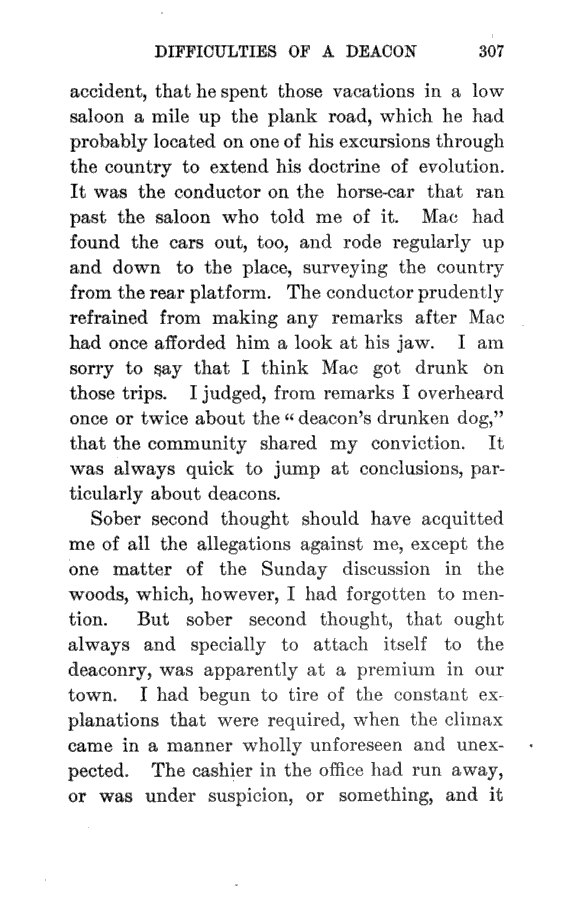 DIFFICULTIES OF A DEACON 307
accident, that he spent those vacations in a low
saloon a mile up the plank road, which he had
probably located on one of his excursions through
the country to extend his doctrine of evolution.
It was the conductor on the horse-car that ran
past the saloon who told me of it. Mac had
found the cars out, too, and rode regularly up
and down to the place, surveying the country
from the rear platform. The conductor prudently
refrained from making any remarks after Mac
had once afforded him a look at his jaw. I am
sorry to say that I think Mac got drunk on
those trips. I judged, from remarks I overheard
once or twice about the “deacon’s drunken dog,”
that the community shared my conviction. It
was always quick to jump at conclusions, par-
ticularly about deacons.
Sober second thought should have acquitted
me of all the allegations against me, except the
one matter of the Sunday discussion in the
woods, which, however, I had forgotten to men-
tion. But sober second thought, that ought
always and specially to attach itself to the
deaconry, was apparently at a premium in our
town. I had begun to tire of the constant ex-
planations that were required, when the climax
came in a manner wholly unforeseen and unex-
pected. The cashier in the office had run away,
or was under suspicion, or something, and it